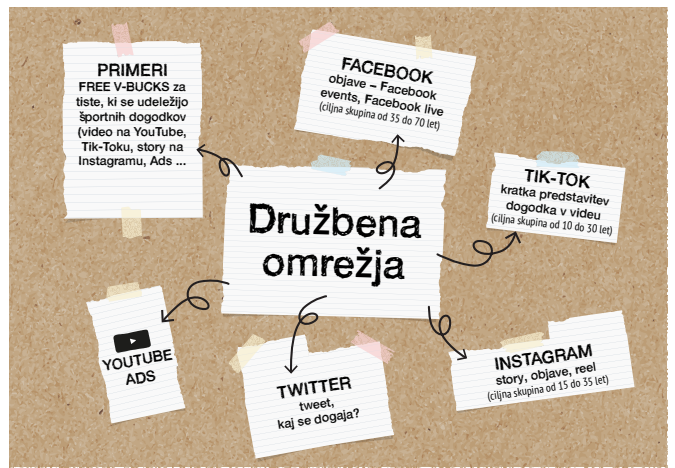 PRIMERI
FREE V-BUCKS za
tiste, ki se udeležijo
športnih dogodkov
(video na YouTube,
Tik-Toku, story na
Instagramu, Ads ...
FACEBOOK
objave – Facebook
events, Facebook live
(ciljna skupina od 35 do 70 let)
TIK-TOK
kratka predstavitev
dogodka v videu
(ciljna skupina od 10 do 30 let)
Družbena
omrežja
YOUTUBE
ADS
TWITTER
tweet,
kaj se dogaja?
INSTAGRAM
story, objave, reel
(ciljna skupina od 15 do 35 let)